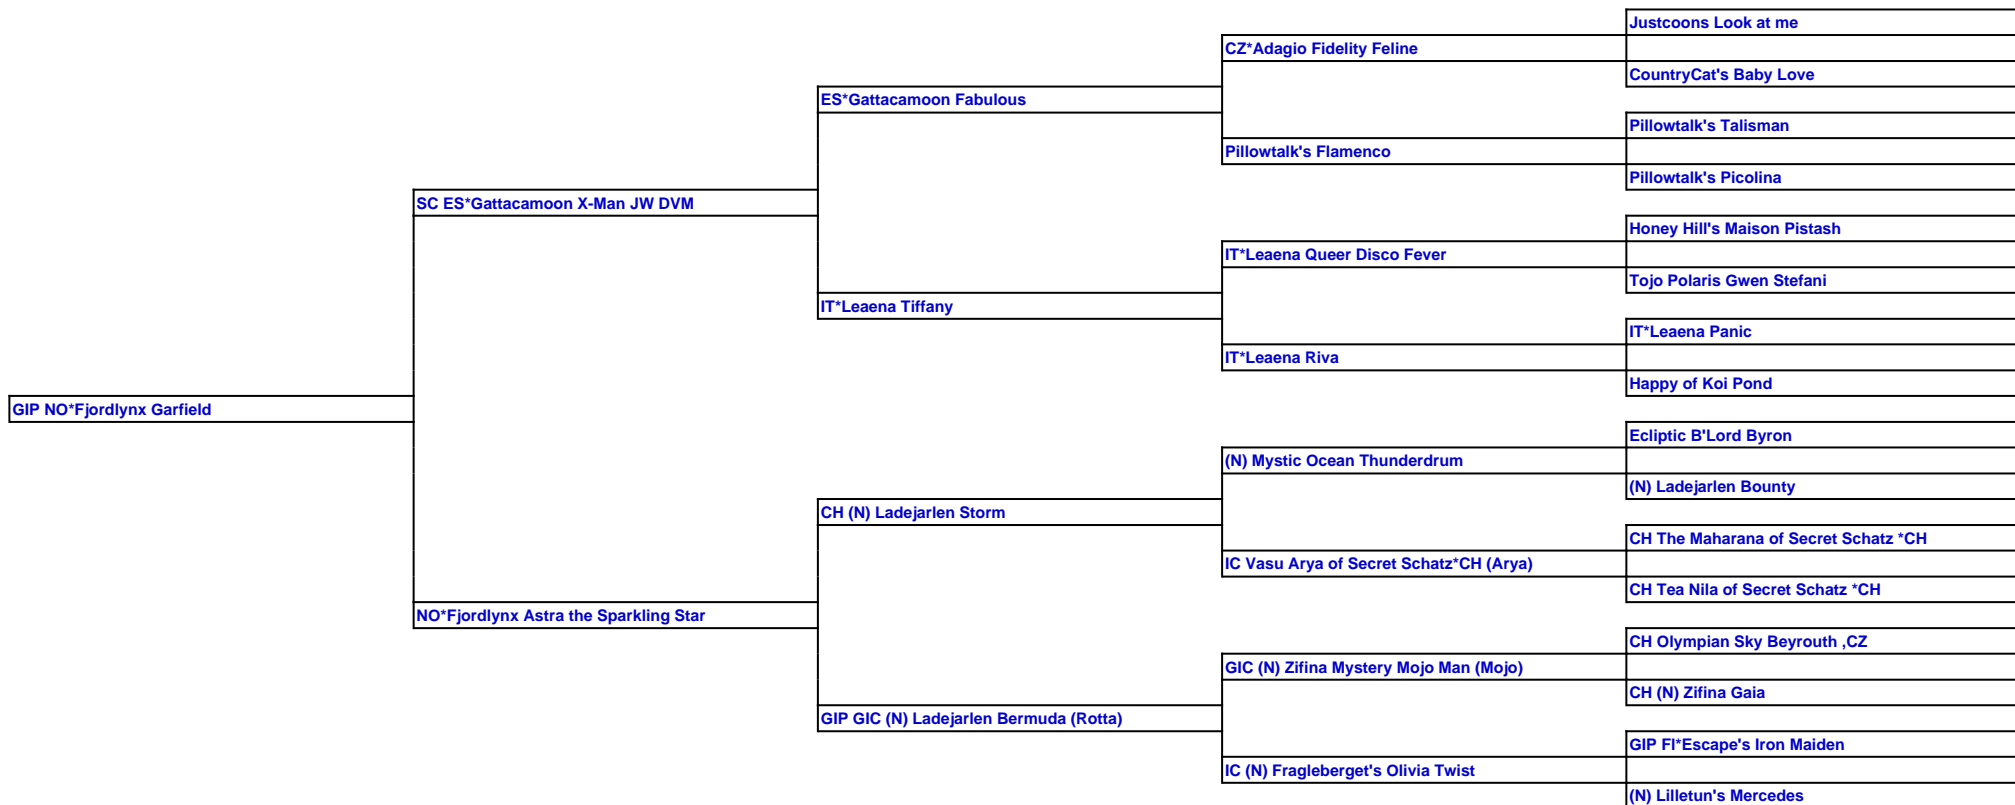 Justcoons Look at me
CZ*Adagio Fidelity Feline
CountryCat's Baby Love
ES*Gattacamoon Fabulous
Pillowtalk's Talisman
Pillowtalk's Flamenco
Pillowtalk's Picolina
SC ES*Gattacamoon X-Man JW DVM
Honey Hill's Maison Pistash
IT*Leaena Queer Disco Fever
Tojo Polaris Gwen Stefani
IT*Leaena Tiffany
IT*Leaena Panic
IT*Leaena Riva
Happy of Koi Pond
GIP NO*Fjordlynx Garfield
Ecliptic B'Lord Byron
(N) Mystic Ocean Thunderdrum
(N) Ladejarlen Bounty
CH (N) Ladejarlen Storm
CH The Maharana of Secret Schatz *CH
IC Vasu Arya of Secret Schatz*CH (Arya)
CH Tea Nila of Secret Schatz *CH
NO*Fjordlynx Astra the Sparkling Star
CH Olympian Sky Beyrouth ,CZ
GIC (N) Zifina Mystery Mojo Man (Mojo)
CH (N) Zifina Gaia
GIP GIC (N) Ladejarlen Bermuda (Rotta)
GIP FI*Escape's Iron Maiden
IC (N) Fragleberget's Olivia Twist
(N) Lilletun's Mercedes